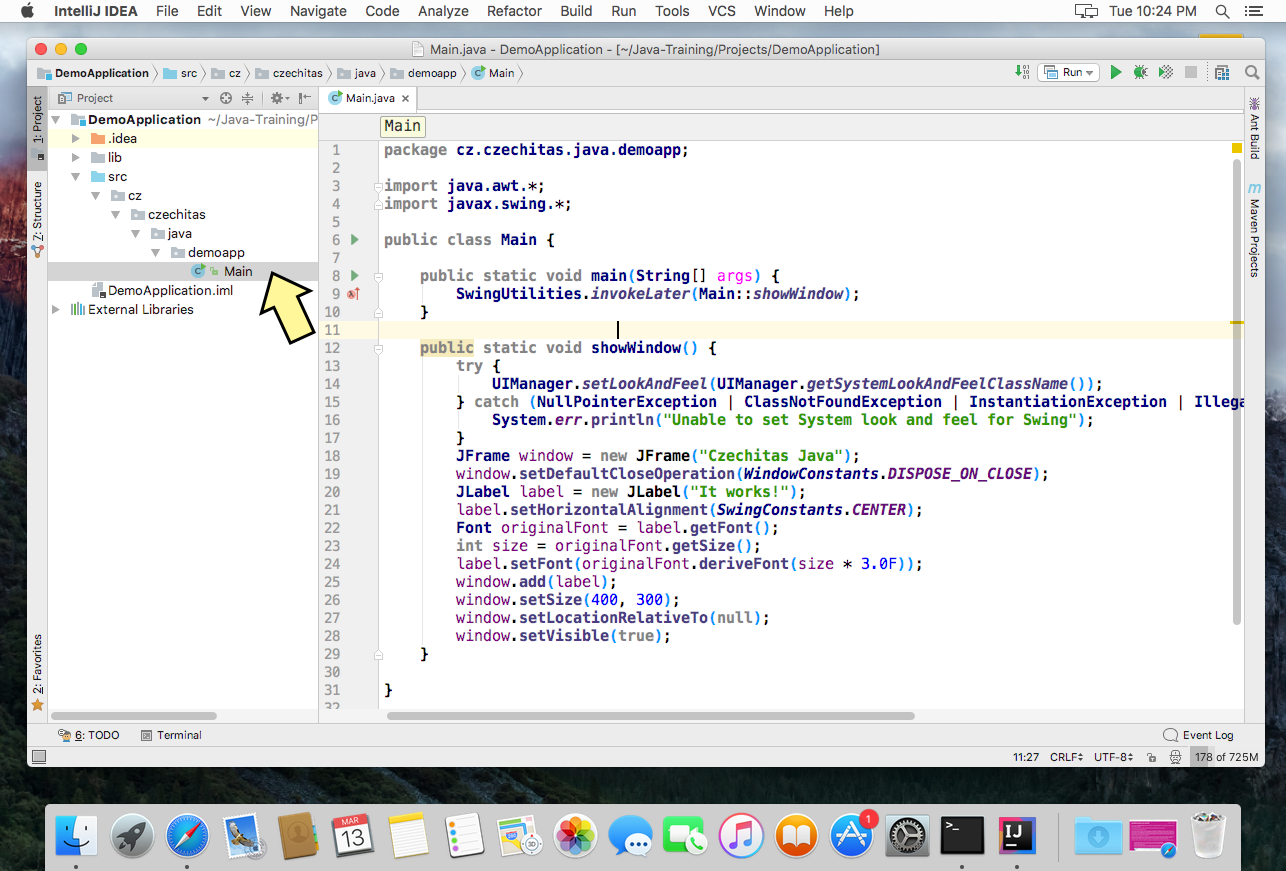 IntelliJ IDEA File Edit View Navigate Code Analyze Refactor Build Run Tools VCS Window Help Tue 10:24 PM
Main.java - DemoApplication - [~/Java-Training/Projects/DemoApplication]
DemoApplication src cz czechitas java demoapp Main Run
1: Project
Z: Structure
2: Favorites
Project
DemoApplication ~/Java-Training/P
.idea
lib
src
cz
czechitas
java
demoapp
Main
DemoApplication.iml
External Libraries
Main.java
Main
1 package cz.czechitas.java.demoapp;
2
3 import java.awt.*;
4 import javax.swing.*;
5
6 public class Main {
7
8     public static void main(String[] args) {
9         SwingUtilities.invokeLater(Main::showWindow);
10     }
11
12     public static void showWindow() {
13         try {
14             UIManager.setLookAndFeel(UIManager.getSystemLookAndFeelClassName());
15         } catch (NullPointerException | ClassNotFoundException | InstantiationException | Illega
16             System.err.println("Unable to set System look and feel for Swing");
17         }
18         JFrame window = new JFrame("Czechitas Java");
19         window.setDefaultCloseOperation(WindowConstants.DISPOSE_ON_CLOSE);
20         JLabel label = new JLabel("It works!");
21         label.setHorizontalAlignment(SwingConstants.CENTER);
22         Font originalFont = label.getFont();
23         int size = originalFont.getSize();
24         label.setFont(originalFont.deriveFont(size * 3.0F));
25         window.add(label);
26         window.setSize(400, 300);
27         window.setLocationRelativeTo(null);
28         window.setVisible(true);
29     }
30
31 }
32
Ant Build
m Maven Projects
6: TODO Terminal Event Log
11:27 CRLF UTF-8 178 of 725M
MAR
13
3D
1
>_
IJ